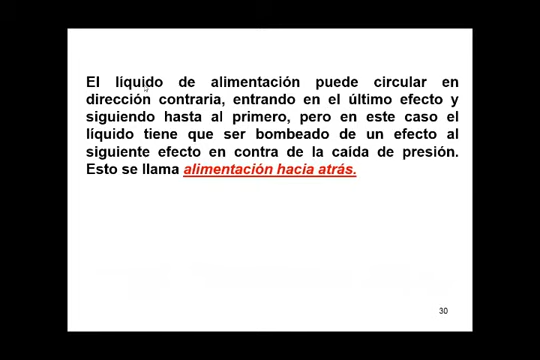 El líquido de alimentación puede circular en
dirección contraria, entrando en el último efecto y
siguiendo hasta al primero, pero en este caso el
líquido tiene que ser bombeado de un efecto al
siguiente efecto en contra de la caída de presión.
Esto se llama alimentación hacia atrás.
30